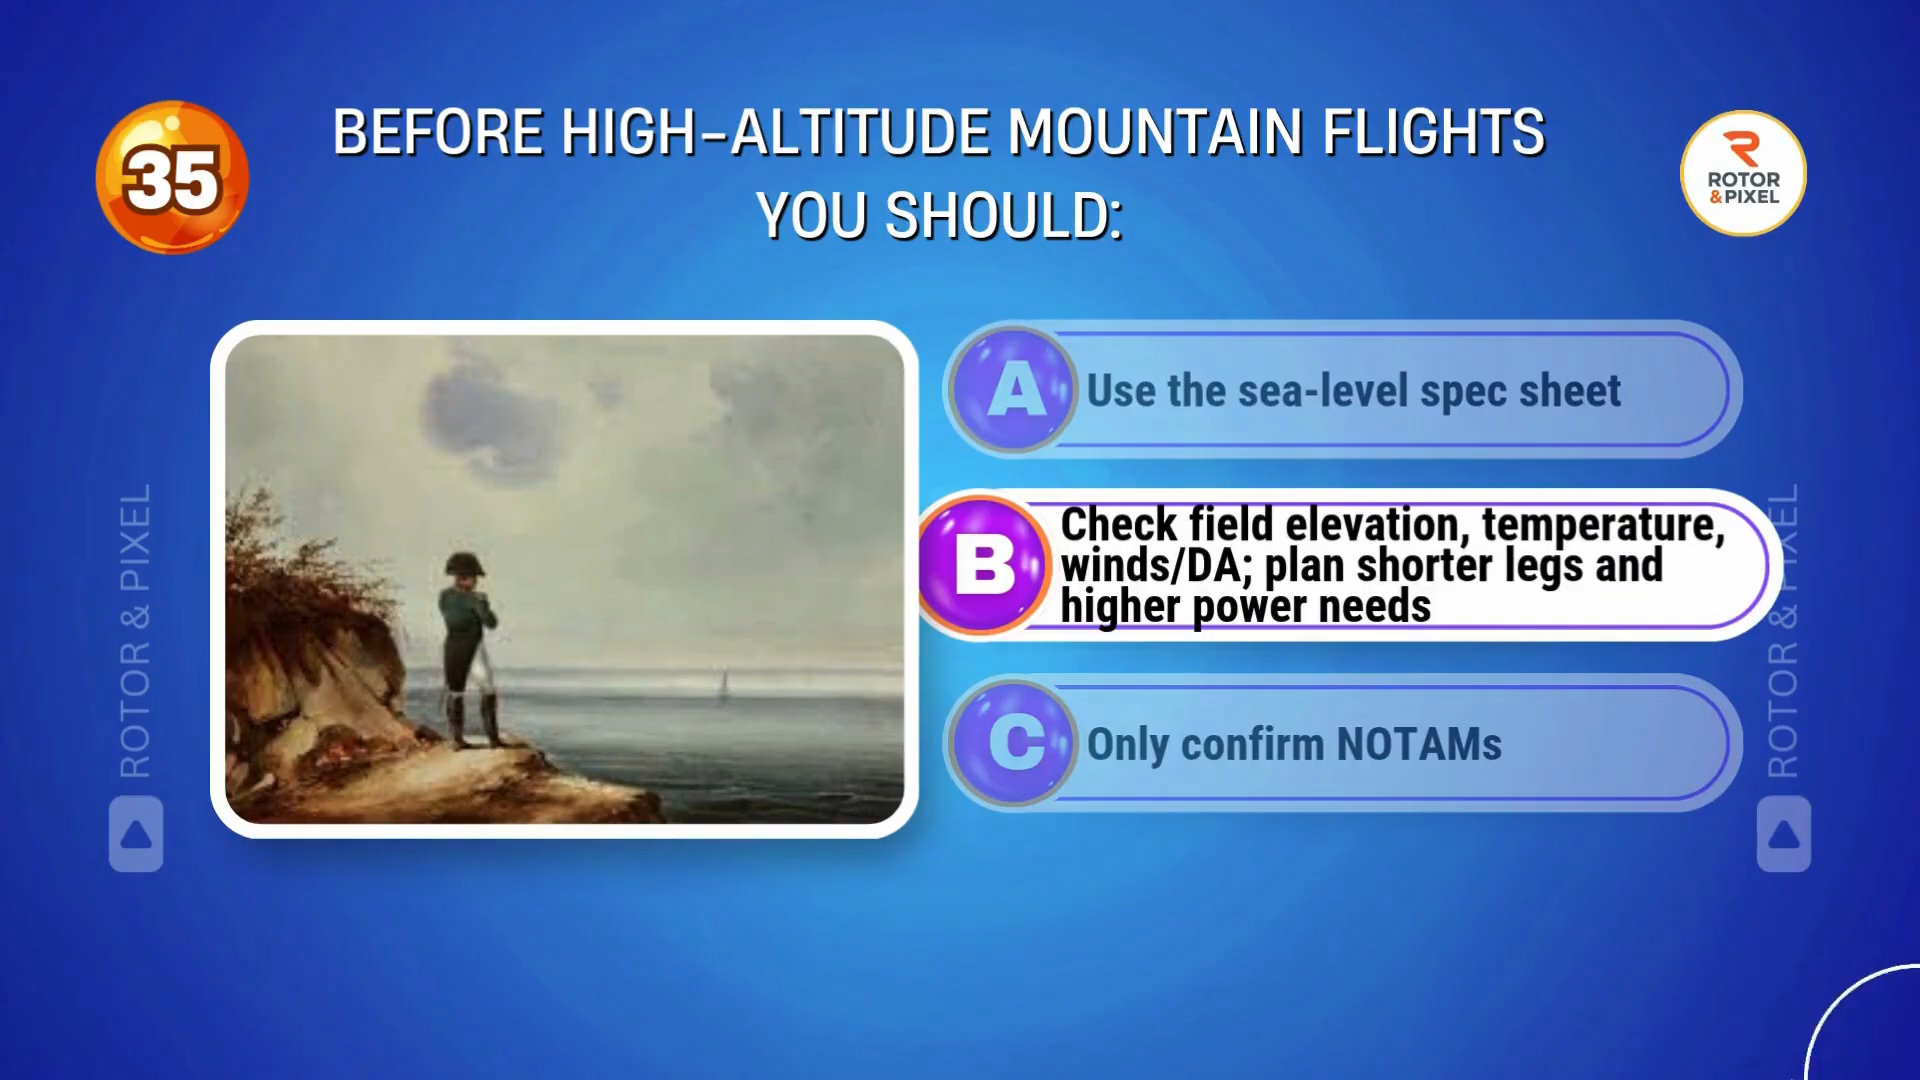 35
BEFORE HIGH-ALTITUDE MOUNTAIN FLIGHTS
YOU SHOULD:
ROTOR
&PIXEL
A
Use the sea-level spec sheet
B
Check field elevation, temperature,
winds/DA; plan shorter legs and
higher power needs
C
Only confirm NOTAMs
ROTOR & PIXEL
ROTOR & PIXEL